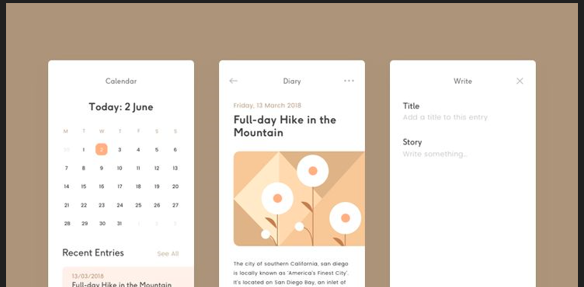 Calendar
Today: 2 June
M T W T F S S
1 2 3 4 5 6
7 8 9 10 11 12 13
14 15 16 17 18 19 20
21 22 23 24 25 26 27
28 29 30 31
Recent Entries See All
13/03/2018
Full-day Hike in the Mountain
Diary
Friday, 13 March 2018
Full-day Hike in the
Mountain
The city of southern California, san diego
is locally known as 'America's Finest City'.
It's located on San Diego Bay, an inlet of
Write
Title
Add a title to this entry
Story
Write something..